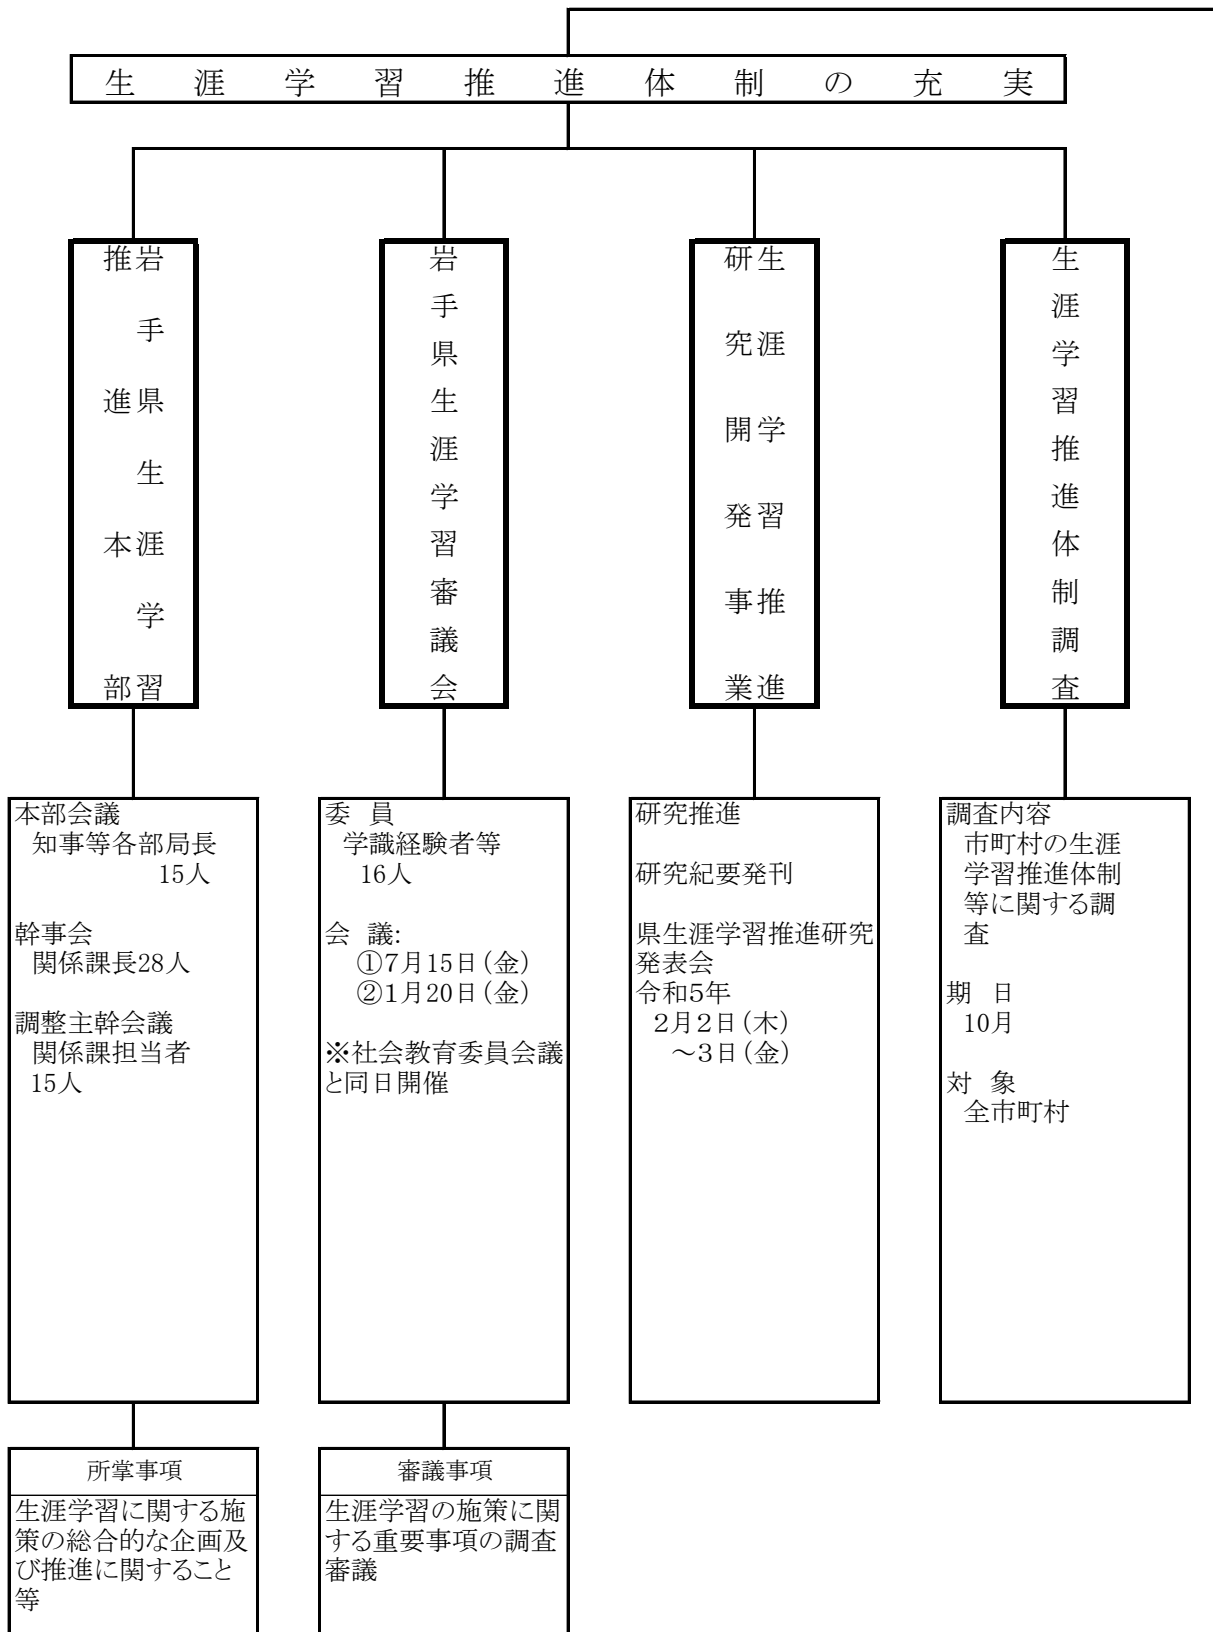 生涯学習推進体制の充実
岩手県生涯学習
推進本部
岩手県生涯学習審議会
生涯学習推進
研究開発事業
生涯学習推進体制調査
本部会議
知事等各部局長
15人
幹事会
関係課長28人
調整主幹会議
関係課担当者
15人
委 員
学識経験者等
16人
会 議:
①7月15日(金)
②1月20日(金)
※社会教育委員会議
と同日開催
研究推進
研究紀要発刊
県生涯学習推進研究
発表会
令和5年
2月2日(木)
～3日(金)
調査内容
市町村の生涯
学習推進体制
等に関する調
査
期 日
10月
対 象
全市町村
所掌事項
生涯学習に関する施
策の総合的な企画及
び推進に関すること
等
審議事項
生涯学習の施策に関
する重要事項の調査
審議